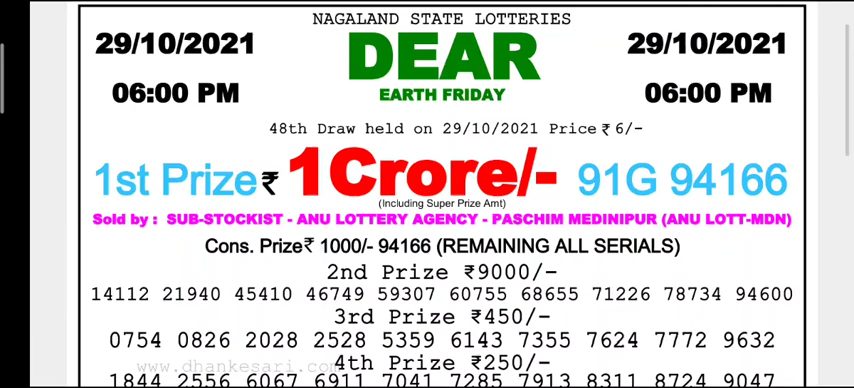 NAGALAND STATE LOTTERIES
29/10/2021 DEAR 29/10/2021
06:00 PM EARTH FRIDAY 06:00 PM
48th Draw held on 29/10/2021 Price ₹ 6/-
1st Prize ₹ 1Crore/- 91G 94166
(Including Super Prize Amt)
Sold by : SUB-STOCKIST - ANU LOTTERY AGENCY - PASCHIM MEDINIPUR (ANU LOTT-MDN)
Cons. Prize ₹ 1000/- 94166 (REMAINING ALL SERIALS)
2nd Prize ₹9000/-
14112 21940 45410 46749 59307 60755 68655 71226 78734 94600
3rd Prize ₹450/-
0754 0826 2028 2528 5359 6143 7355 7624 7772 9632
www.dhankesari.com
4th Prize ₹250/-
1844 2556 6067 6911 7041 7285 7913 8311 8724 9047